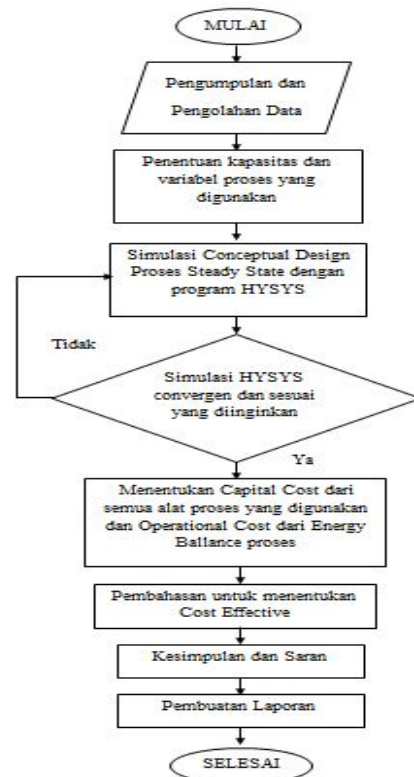 MULAI
Pengumpulan dan
Pengolahan Data
Penentuan kapasitas dan
variabel proses yang
digunakan
Simulasi Conceptual Design
Proses Steady State dengan
program HYSYS
Tidak
Simulasi HYSYS
convergen dan sesuai
yang diinginkan
Ya
Menentukan Capital Cost dari
semua alat proses yang digunakan
dan Operational Cost dari Energy
Ballance proses
Pembahasan untuk menentukan
Cost Effective
Kesimpulan dan Saran
Pembuatan Laporan
SELESAI